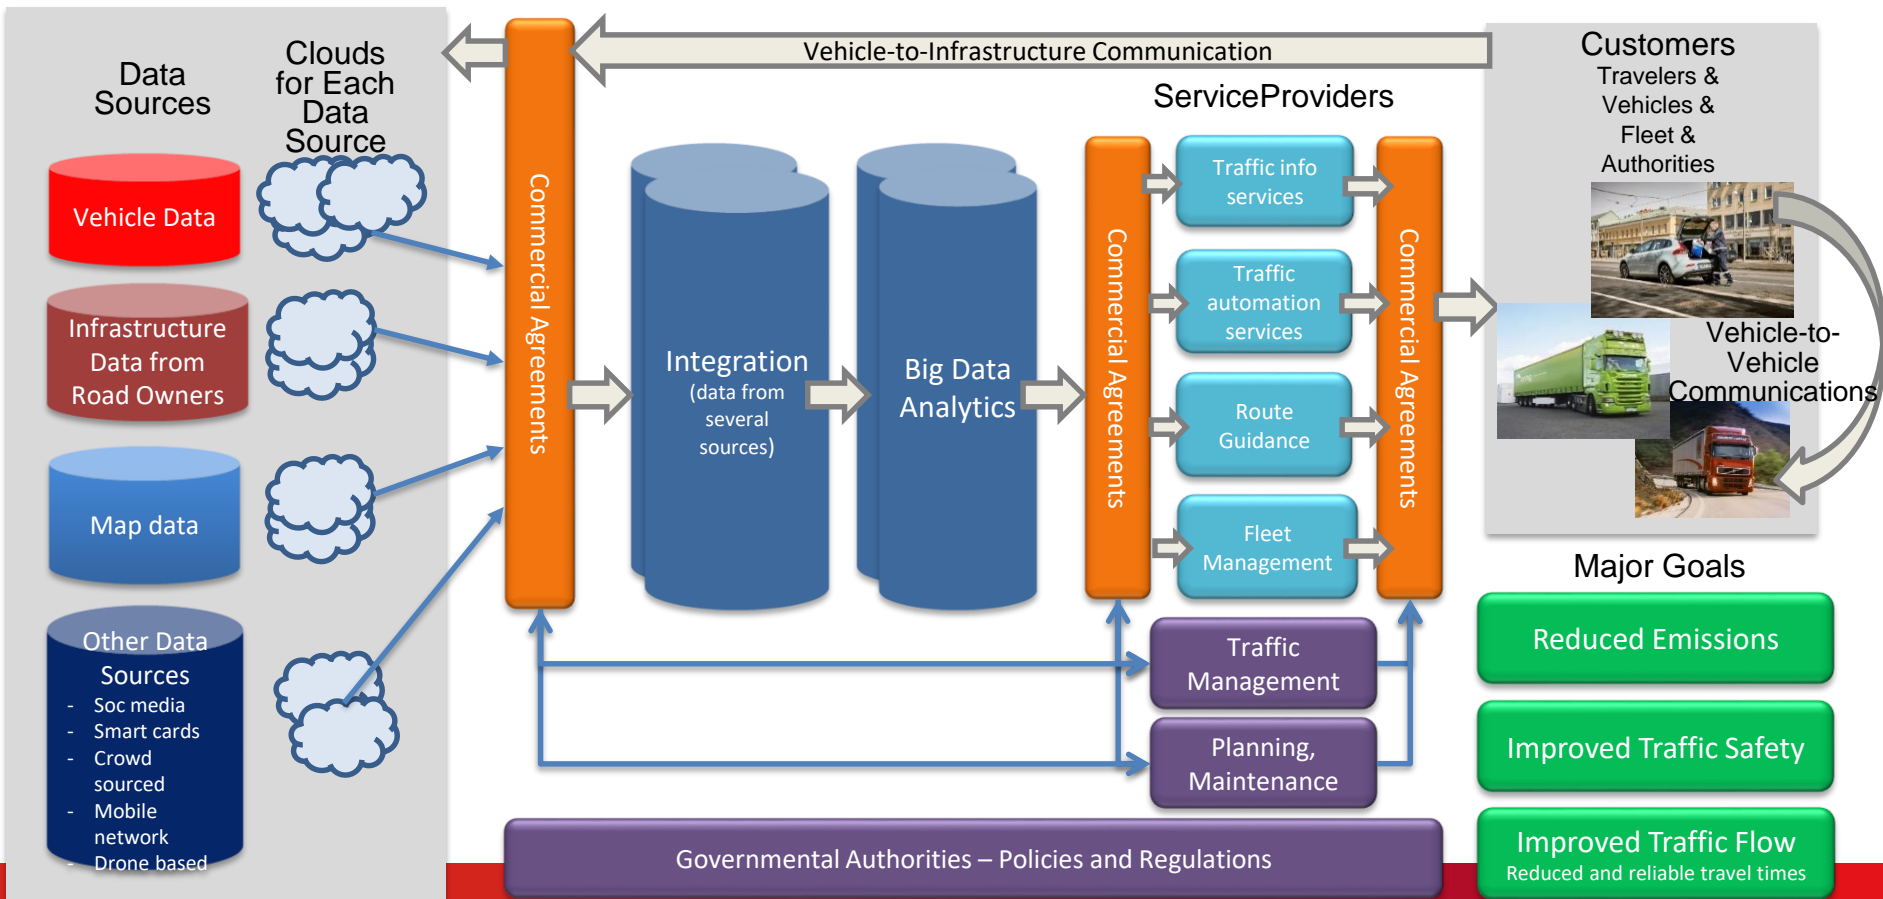 Data
Sources
Clouds
for Each
Data
Source
Vehicle Data
Infrastructure
Data from
Road Owners
Map data
Other Data
Sources
- Soc media
- Smart cards
- Crowd
sourced
- Mobile
network
- Drone based
Commercial Agreements
Vehicle-to-Infrastructure Communication
Integration
(data from
several
sources)
Big Data
Analytics
ServiceProviders
Commercial Agreements
Traffic info
services
Traffic
automation
services
Route
Guidance
Fleet
Management
Commercial Agreements
Traffic
Management
Planning,
Maintenance
Governmental Authorities – Policies and Regulations
Customers
Travelers &
Vehicles &
Fleet &
Authorities
Vehicle-to-
Vehicle
Communications
Major Goals
Reduced Emissions
Improved Traffic Safety
Improved Traffic Flow
Reduced and reliable travel times